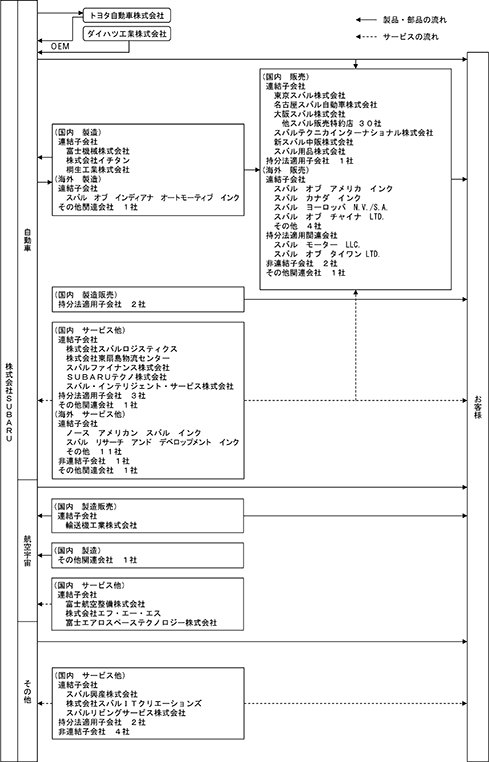 トヨタ自動車株式会社
ダイハツ工業株式会社
OEM
製品・部品の流れ
サービスの流れ
株式会社ＳＵＢＡＲＵ
自動車
(国内　製造)
連結子会社
富士機械株式会社
株式会社イチタン
桐生工業株式会社
(海外　製造)
連結子会社
スバル　オブ　インディアナ　オートモーティブ　インク
その他関連会社　１社
(国内　販売)
連結子会社
東京スバル株式会社
名古屋スバル自動車株式会社
大阪スバル株式会社
他スバル販売特約店　３０社
スバルテクニカインターナショナル株式会社
新スバル中販株式会社
スバル用品株式会社
持分法適用子会社　１社
(海外　販売)
連結子会社
スバル　オブ　アメリカ　インク
スバル　カナダ　インク
スバル　ヨーロッパ　N.V./S.A.
スバル　オブ　チャイナ　LTD.
その他　４社
持分法適用関連会社
スバル　モーター　LLC.
スバル　オブ　タイワン LTD.
非連結子会社　２社
その他関連会社　１社
(国内　製造販売)
持分法適用子会社　２社
(国内　サービス他)
連結子会社
株式会社スバルロジスティクス
株式会社東扇島物流センター
スバルファイナンス株式会社
ＳＵＢＡＲＵテクノ株式会社
スバル・インテリジェント・サービス株式会社
持分法適用子会社　３社
その他関連会社　１社
(海外　サービス他)
連結子会社
ノース　アメリカン　スバル　インク
スバル　リサーチ　アンド　デベロップメント　インク
その他　１１社
非連結子会社　１社
その他関連会社　１社
お客様
航空宇宙
(国内　製造販売)
連結子会社
輸送機工業株式会社
(国内　製造)
その他関連会社　１社
(国内　サービス他)
連結子会社
富士航空整備株式会社
株式会社エフ・エー・エス
富士エアロスペーステクノロジー株式会社
その他
(国内　サービス他)
連結子会社
スバル興産株式会社
株式会社スバルＩＴクリエーションズ
スバルリビングサービス株式会社
持分法適用子会社　２社
非連結子会社　４社